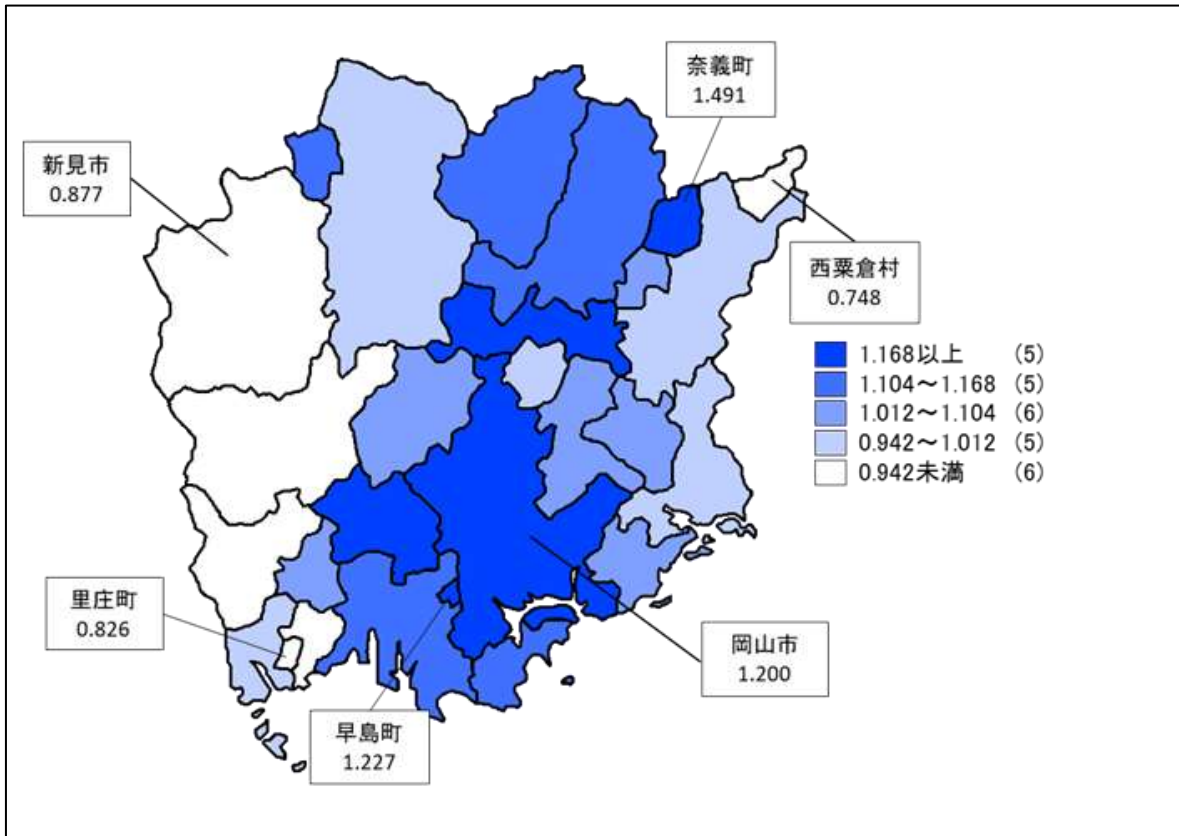 奈義町
1.491
新見市
0.877
西粟倉村
0.748
1.168以上 (5)
1.104～1.168 (5)
1.012～1.104 (6)
0.942～1.012 (5)
0.942未満 (6)
里庄町
0.826
岡山市
1.200
早島町
1.227